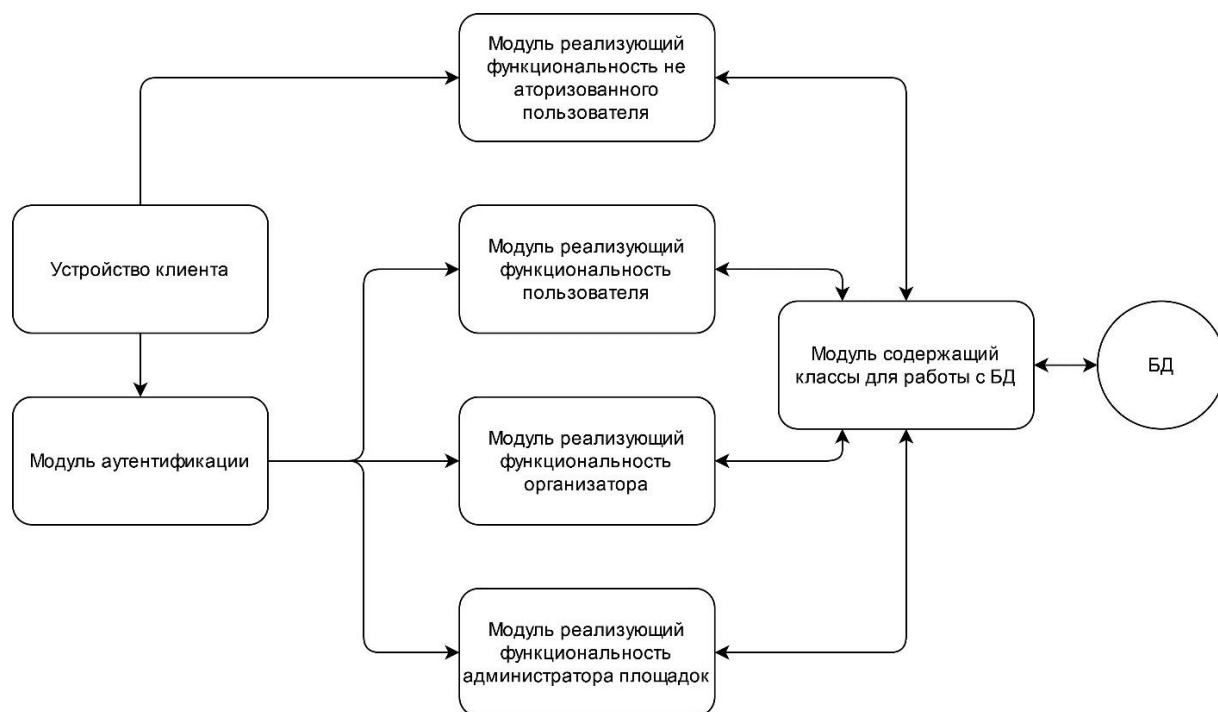 Модуль реализующий
функциональность не
аторизованного
пользователя
Устройство клиента
Модуль реализующий
функциональность
пользователя
Модуль содержащий
классы для работы с БД
БД
Модуль аутентификации
Модуль реализующий
функциональность
организатора
Модуль реализующий
функциональность
администратора площадок